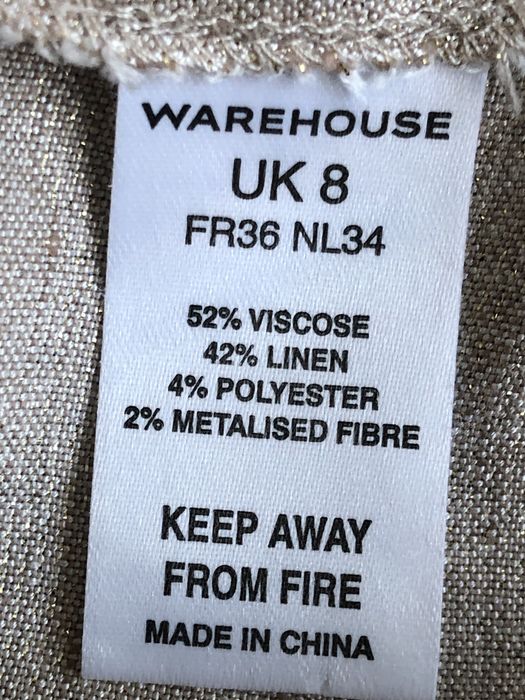 WAREHOUSE
UK 8
FR36 NL34
52% VISCOSE
42% LINEN
4% POLYESTER
2% METALISED FIBRE
KEEP AWAY
FROM FIRE
MADE IN CHINA